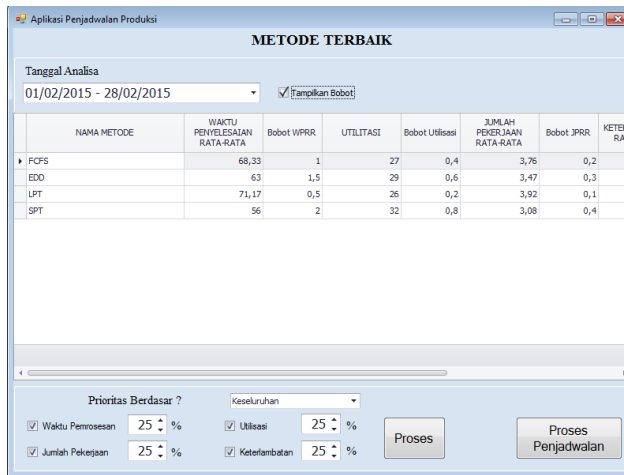 Aplikasi Penjadwalan Produksi
METODE TERBAIK
Tanggal Analisa
01/02/2015 - 28/02/2015
Tampilkan Bobot
NAMA METODE WAKTU PENYELESAIAN RATA-RATA Bobot WPRR UTILITASI Bobot Utilisasi JUMLAH PEKERJAAN RATA-RATA Bobot JPRR
FCFS 68,33 1 27 0,4 3,76 0,2
EDD 63 1,5 29 0,6 3,47 0,3
LPT 71,17 0,5 26 0,2 3,92 0,1
SPT 56 2 32 0,8 3,08 0,4
Prioritas Berdasar ? Keseluruhan
Waktu Pemrosesan 25 % Utilisasi 25 %
Jumlah Pekerjaan 25 % Keterlambatan 25 %
Proses
Proses Penjadwalan